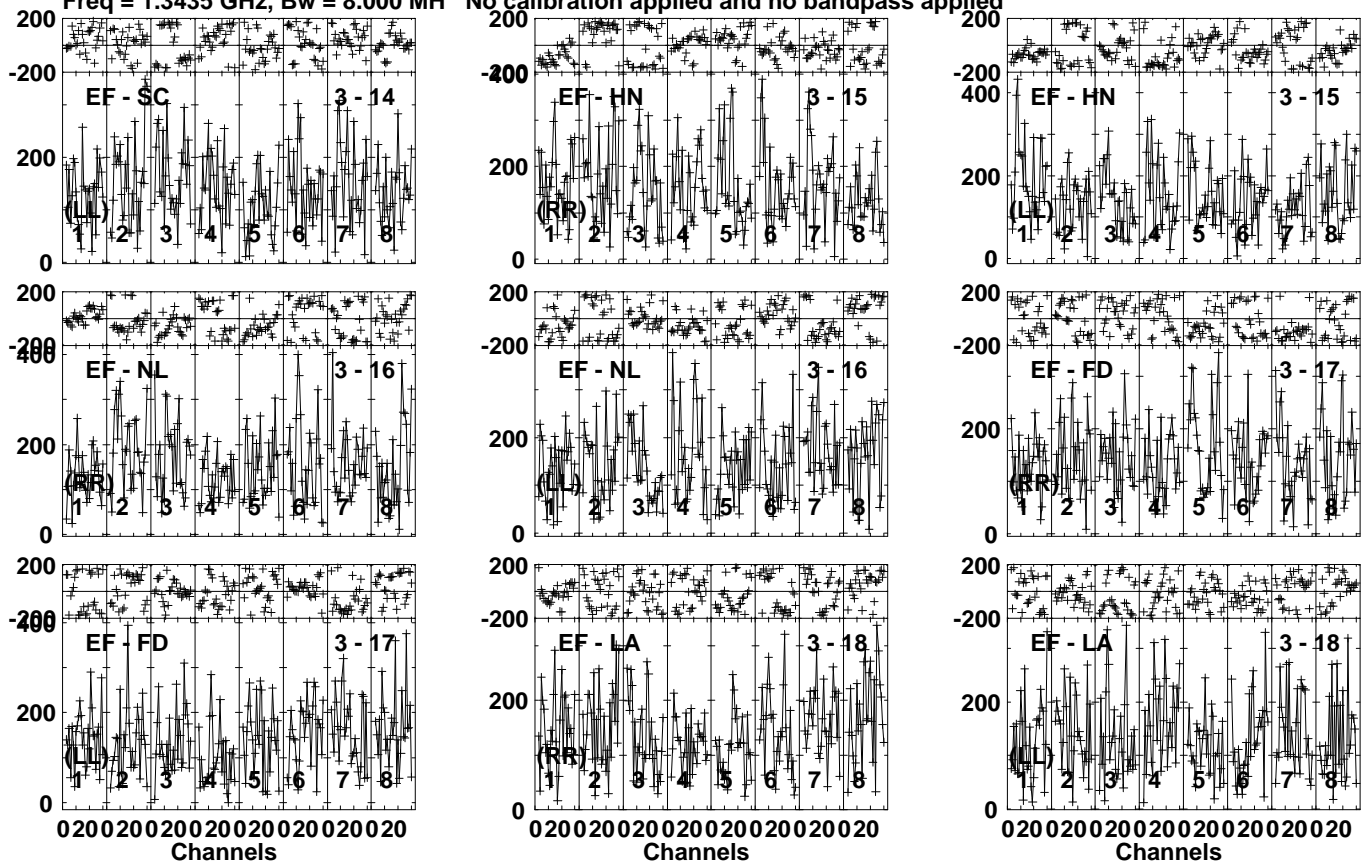 Freq = 1.3435 GHz, Bw = 8.000 MH No calibration applied and no bandpass applied
200 200 200
-200 -200 -200
400 400
EF - SC 3 - 14 EF - HN 3 - 15 EF - HN 3 - 15
200 200 200
(LL) (RR) (LL)
1 2 3 4 5 6 7 8 1 2 3 4 5 6 7 8 1 2 3 4 5 6 7 8
0 0 0
200 200 200
-200 -200 -200
400
EF - NL 3 - 16 EF - NL 3 - 16 EF - FD 3 - 17
200 200 200
(RR) (LL) (RR)
1 2 3 4 5 6 7 8 1 2 3 4 5 6 7 8 1 2 3 4 5 6 7 8
0 0 0
200 200 200
-200 -200 -200
400
EF - FD 3 - 17 EF - LA 3 - 18 EF - LA 3 - 18
200 200 200
(LL) (RR) (LL)
1 2 3 4 5 6 7 8 1 2 3 4 5 6 7 8 1 2 3 4 5 6 7 8
0 0 0
0 20 0 20 0 20 0 20 0 20 0 20 0 20 0 20 0 20 0 20 0 20 0 20 0 20 0 20 0 20 0 20 0 20 0 20 0 20 0 20 0 20 0 20 0 20 0 20
Channels Channels Channels